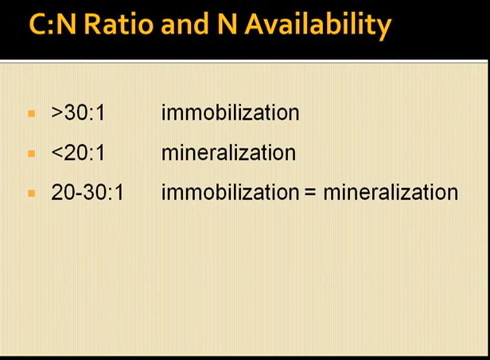 C:N Ratio and N Availability
>30:1 immobilization
<20:1 mineralization
20-30:1 immobilization = mineralization